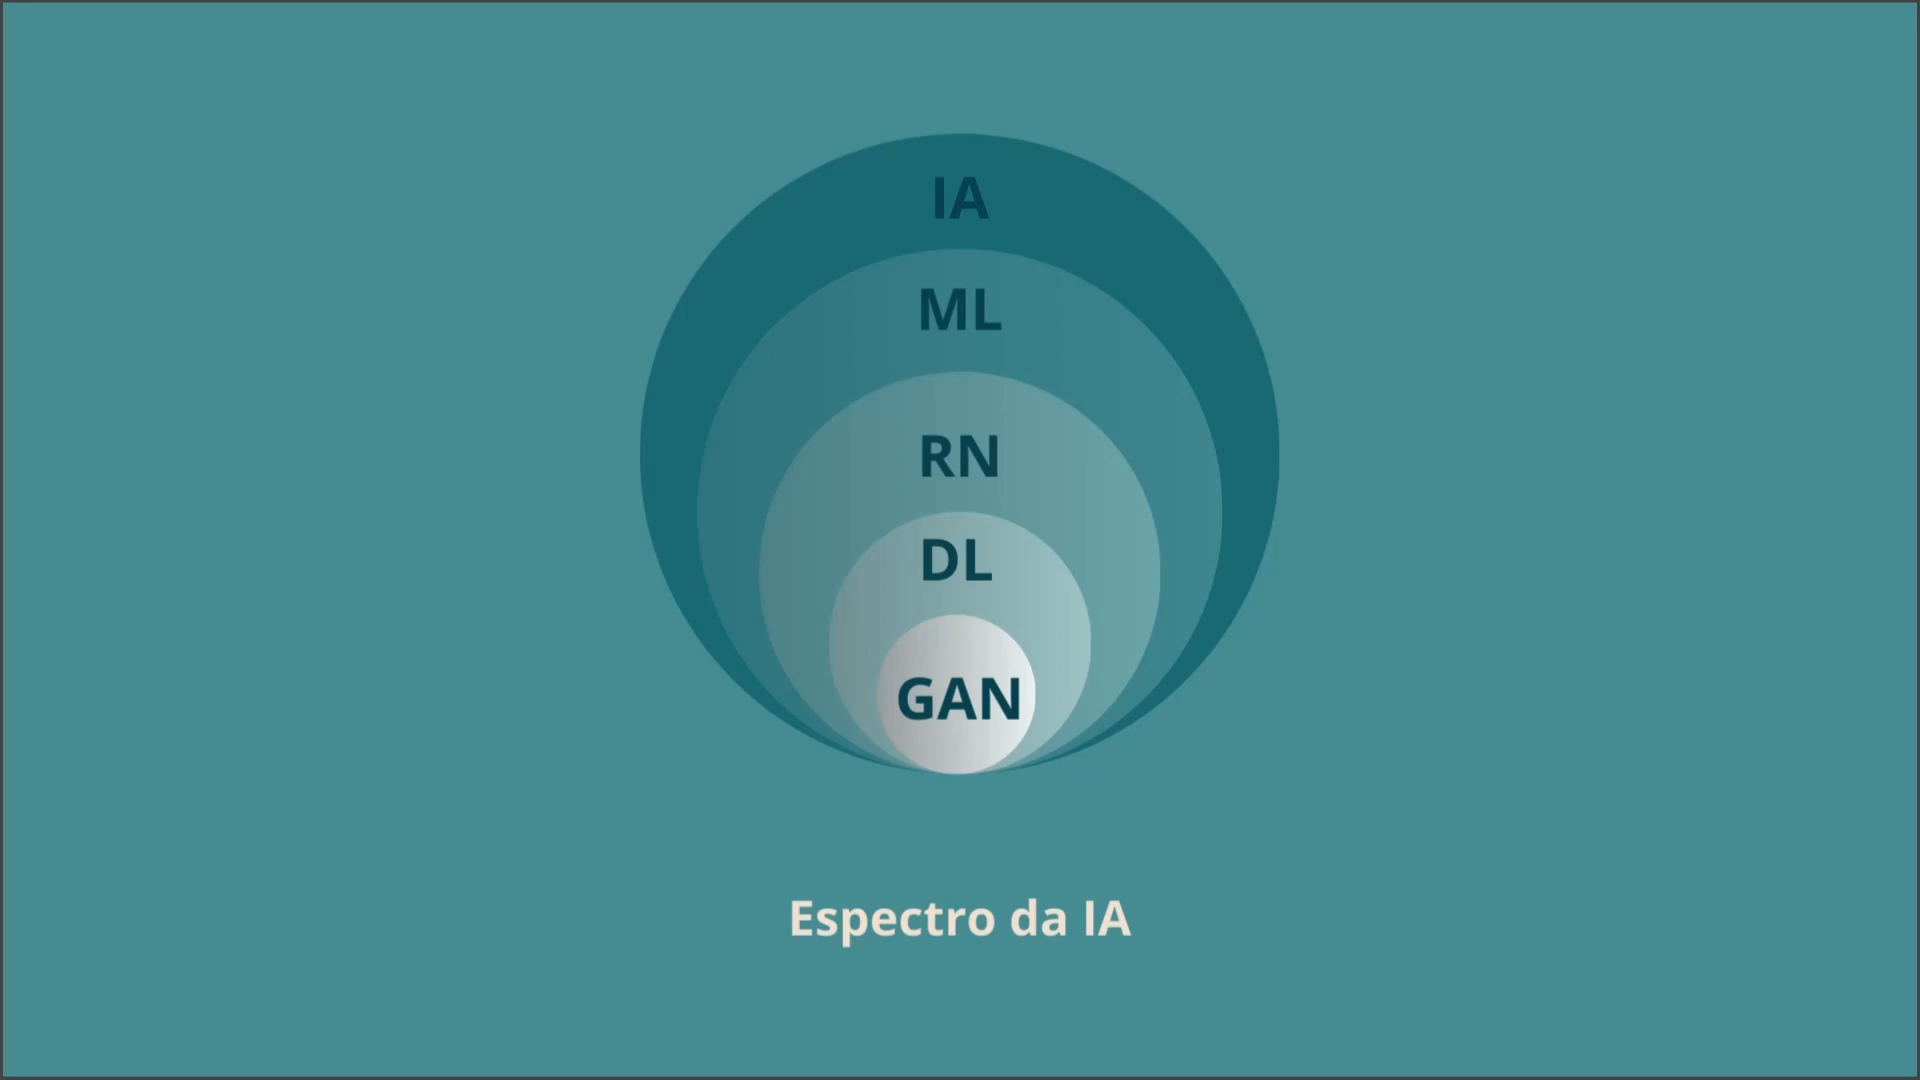 IA
ML
RN
DL
GAN
Espectro da IA